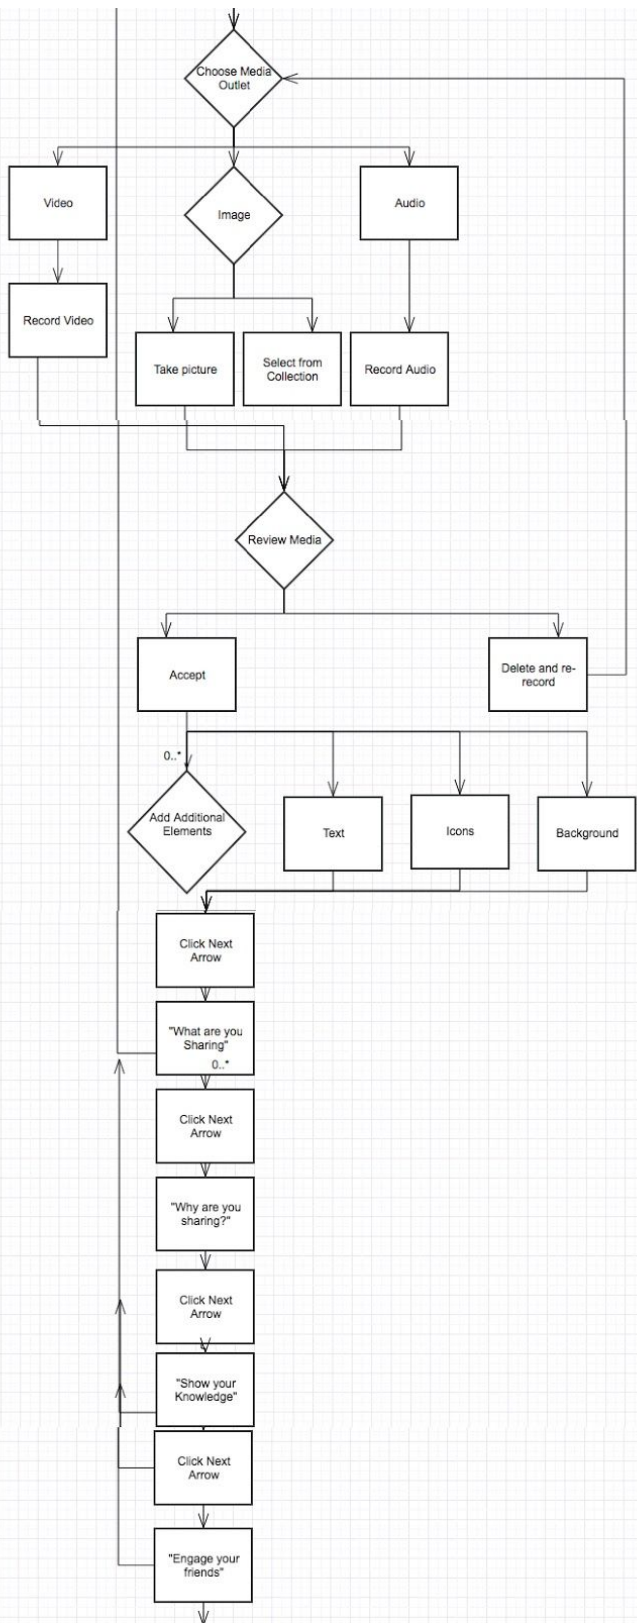 Choose Media
Outlet
Video
Image
Audio
Record Video
Take picture
Select from
Collection
Record Audio
Review Media
Accept
Delete and re-
record
0..*
Add Additional
Elements
Text
Icons
Background
Click Next
Arrow
"What are you
Sharing"
0..*
Click Next
Arrow
"Why are you
sharing?"
Click Next
Arrow
"Show your
Knowledge"
Click Next
Arrow
"Engage your
friends"